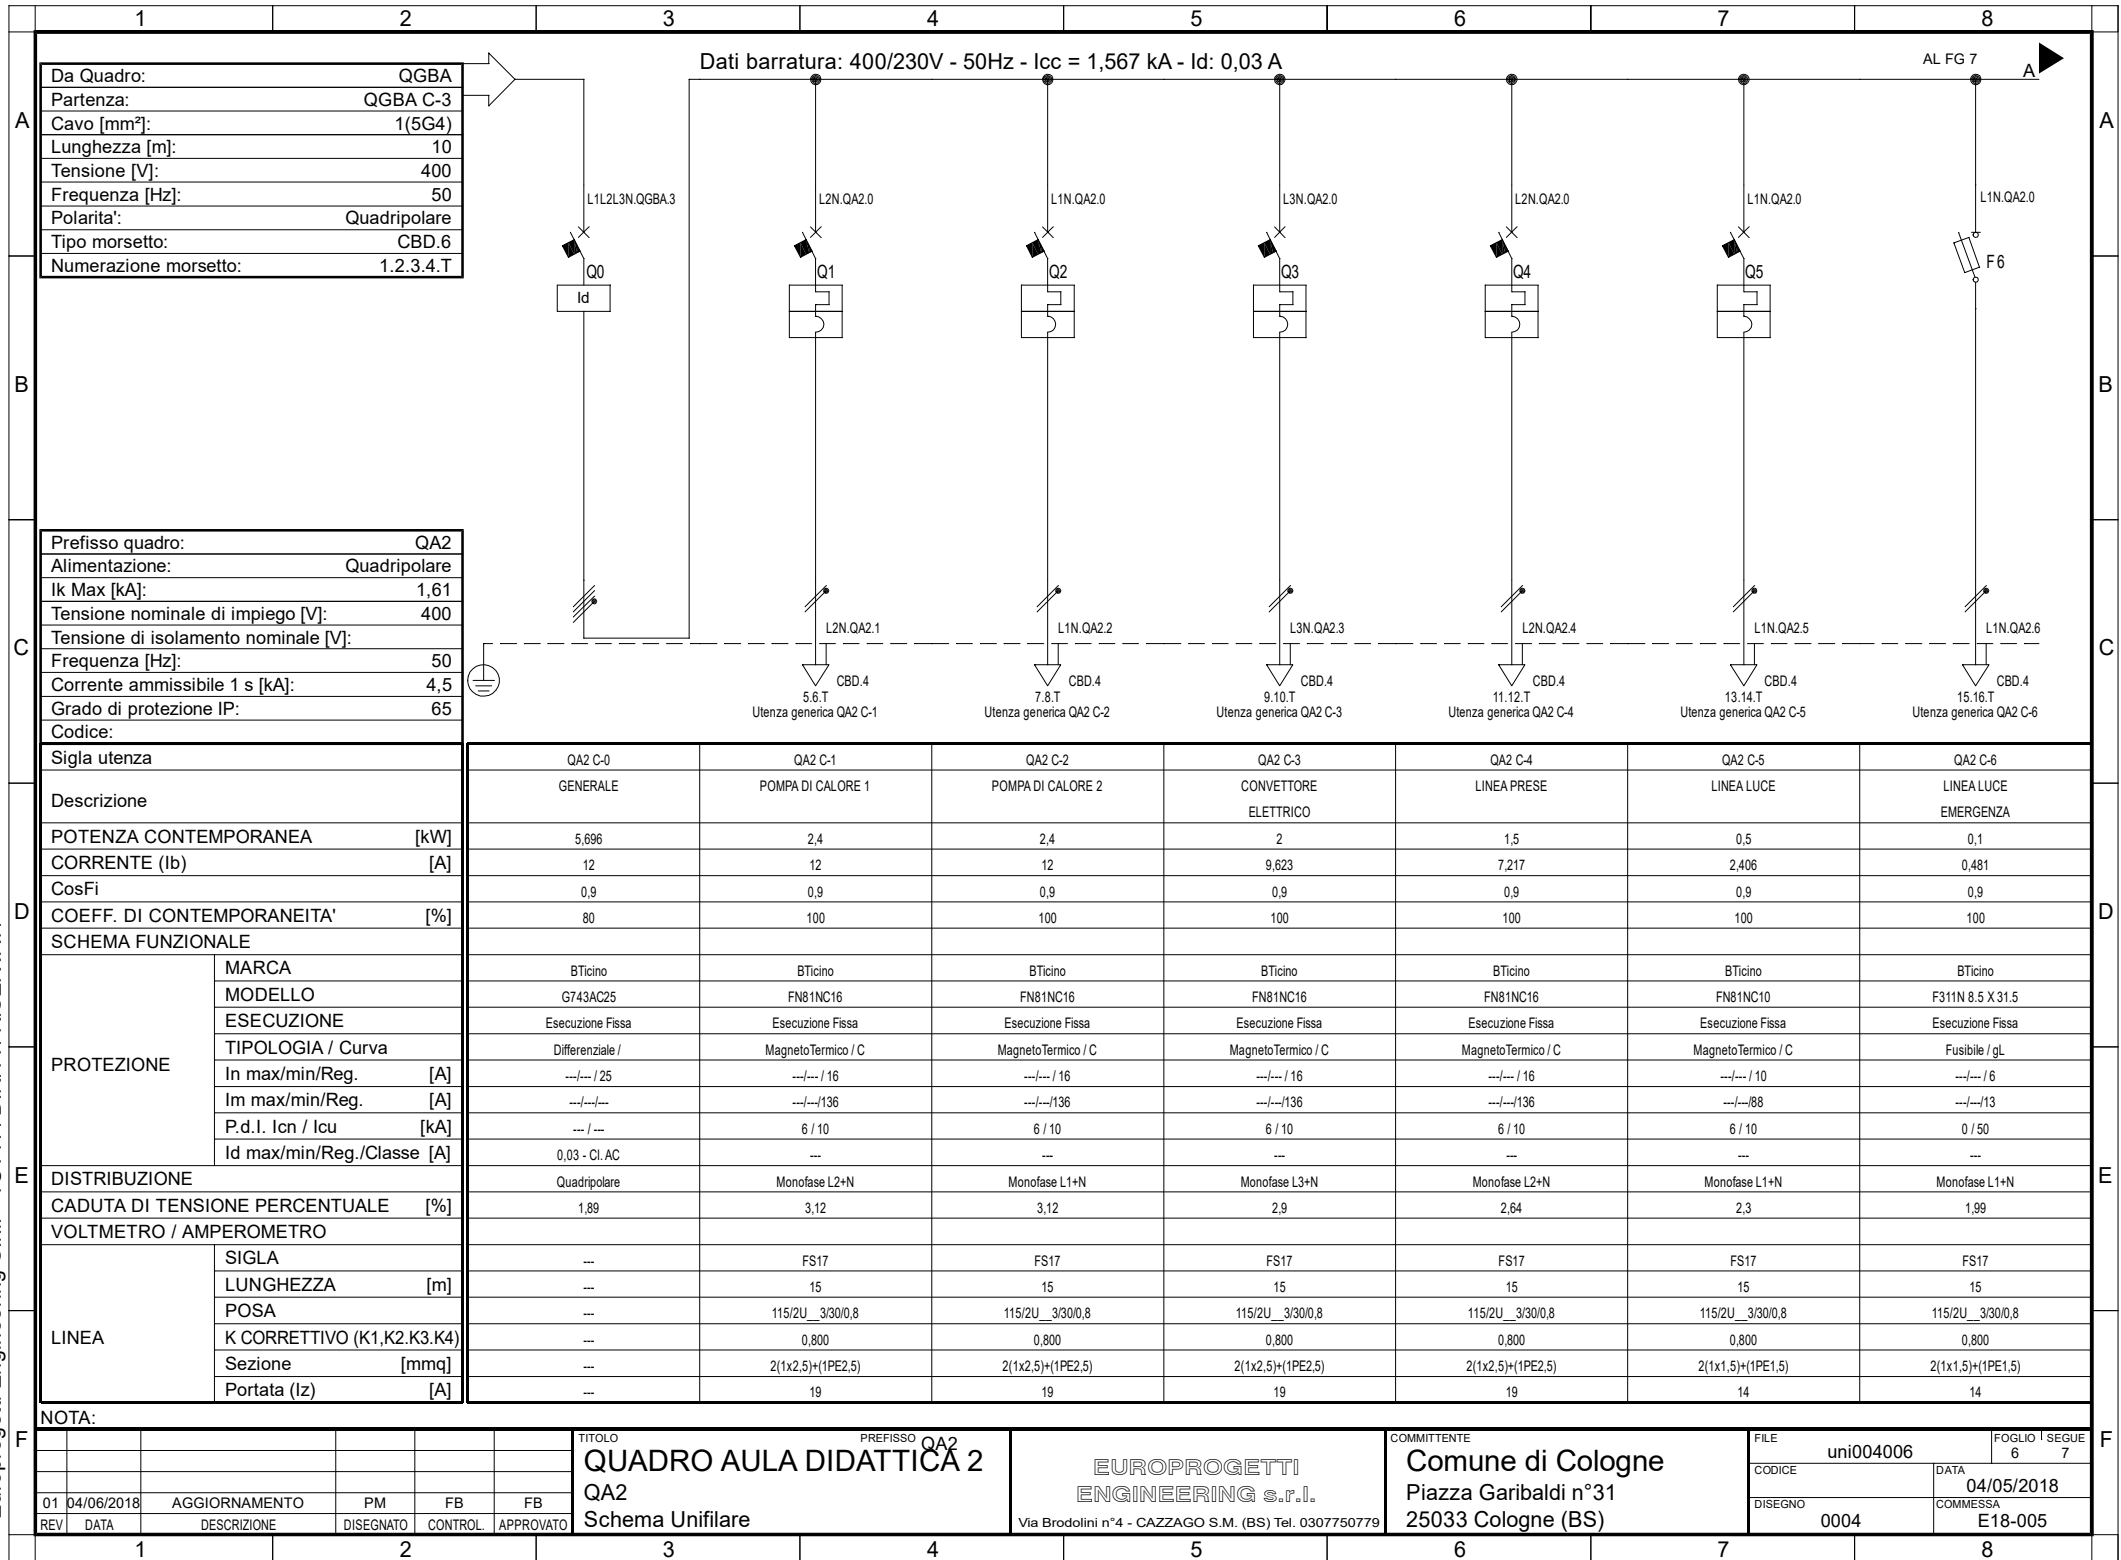 1 2 3 4 5 6 7 8
Dati barratura: 400/230V - 50Hz - Icc = 1,567 kA - Id: 0,03 A
AL FG 7
A
Da Quadro: QGBA
Partenza: QGBA C-3
Cavo [mm²]: 1(5G4)
Lunghezza [m]: 10
Tensione [V]: 400
Frequenza [Hz]: 50
Polarita': Quadripolare
Tipo morsetto: CBD.6
Numerazione morsetto: 1.2.3.4.T
A A
L1L2L3N.QGBA.3 L2N.QA2.0 L1N.QA2.0 L3N.QA2.0 L2N.QA2.0 L1N.QA2.0 L1N.QA2.0
Q0 Q1 Q2 Q3 Q4 Q5 F6
Id
B B
Prefisso quadro: QA2
Alimentazione: Quadripolare
Ik Max [kA]: 1,61
Tensione nominale di impiego [V]: 400
Tensione di isolamento nominale [V]:
Frequenza [Hz]: 50
Corrente ammissibile 1 s [kA]: 4,5
Grado di protezione IP: 65
Codice:
C C
L2N.QA2.1 L1N.QA2.2 L3N.QA2.3 L2N.QA2.4 L1N.QA2.5 L1N.QA2.6
CBD.4 CBD.4 CBD.4 CBD.4 CBD.4 CBD.4
5.6.T 7.8.T 9.10.T 11.12.T 13.14.T 15.16.T
Utenza generica QA2 C-1 Utenza generica QA2 C-2 Utenza generica QA2 C-3 Utenza generica QA2 C-4 Utenza generica QA2 C-5 Utenza generica QA2 C-6
Sigla utenza QA2 C-0 QA2 C-1 QA2 C-2 QA2 C-3 QA2 C-4 QA2 C-5 QA2 C-6
Descrizione GENERALE POMPA DI CALORE 1 POMPA DI CALORE 2 CONVETTORE LINEA PRESE LINEA LUCE LINEA LUCE
ELETTRICO EMERGENZA
POTENZA CONTEMPORANEA [kW] 5,696 2,4 2,4 2 1,5 0,5 0,1
CORRENTE (Ib) [A] 12 12 12 9,623 7,217 2,406 0,481
CosFi 0,9 0,9 0,9 0,9 0,9 0,9 0,9
D D
COEFF. DI CONTEMPORANEITA' [%] 80 100 100 100 100 100 100
SCHEMA FUNZIONALE
PROTEZIONE
MARCA BTicino BTicino BTicino BTicino BTicino BTicino BTicino
MODELLO G743AC25 FN81NC16 FN81NC16 FN81NC16 FN81NC16 FN81NC10 F311N 8.5 X 31.5
ESECUZIONE Esecuzione Fissa Esecuzione Fissa Esecuzione Fissa Esecuzione Fissa Esecuzione Fissa Esecuzione Fissa Esecuzione Fissa
TIPOLOGIA / Curva Differenziale / MagnetoTermico / C MagnetoTermico / C MagnetoTermico / C MagnetoTermico / C MagnetoTermico / C Fusibile / gL
In max/min/Reg. [A] ---/--- / 25 ---/--- / 16 ---/--- / 16 ---/--- / 16 ---/--- / 16 ---/--- / 10 ---/--- / 6
Im max/min/Reg. [A] ---/---/--- ---/---/136 ---/---/136 ---/---/136 ---/---/136 ---/---/88 ---/---/13
P.d.I. Icn / Icu [kA] --- / --- 6 / 10 6 / 10 6 / 10 6 / 10 6 / 10 0 / 50
Id max/min/Reg./Classe [A] 0,03 - Cl. AC --- --- --- --- --- ---
E E
DISTRIBUZIONE Quadripolare Monofase L2+N Monofase L1+N Monofase L3+N Monofase L2+N Monofase L1+N Monofase L1+N
CADUTA DI TENSIONE PERCENTUALE [%] 1,89 3,12 3,12 2,9 2,64 2,3 1,99
VOLTMETRO / AMPEROMETRO
LINEA
SIGLA --- FS17 FS17 FS17 FS17 FS17 FS17
LUNGHEZZA [m] --- 15 15 15 15 15 15
POSA --- 115/2U__3/30/0,8 115/2U__3/30/0,8 115/2U__3/30/0,8 115/2U__3/30/0,8 115/2U__3/30/0,8 115/2U__3/30/0,8
K CORRETTIVO (K1,K2.K3.K4) --- 0,800 0,800 0,800 0,800 0,800 0,800
Sezione [mmq] --- 2(1x2,5)+(1PE2,5) 2(1x2,5)+(1PE2,5) 2(1x2,5)+(1PE2,5) 2(1x2,5)+(1PE2,5) 2(1x1,5)+(1PE1,5) 2(1x1,5)+(1PE1,5)
Portata (Iz) [A] --- 19 19 19 19 14 14
NOTA:
F F
01 04/06/2018 AGGIORNAMENTO PM FB FB
REV DATA DESCRIZIONE DISEGNATO CONTROL. APPROVATO
TITOLO PREFISSO QA2
QUADRO AULA DIDATTICA 2
QA2
Schema Unifilare
EUROPROGETTI
ENGINEERING s.r.l.
Via Brodolini n°4 - CAZZAGO S.M. (BS) Tel. 0307750779
COMMITTENTE
Comune di Cologne
Piazza Garibaldi n°31
25033 Cologne (BS)
FILE uni004006
FOGLIO 6 SEGUE 7
CODICE
DATA 04/05/2018
DISEGNO 0004
COMMESSA E18-005
1 2 3 4 5 6 7 8